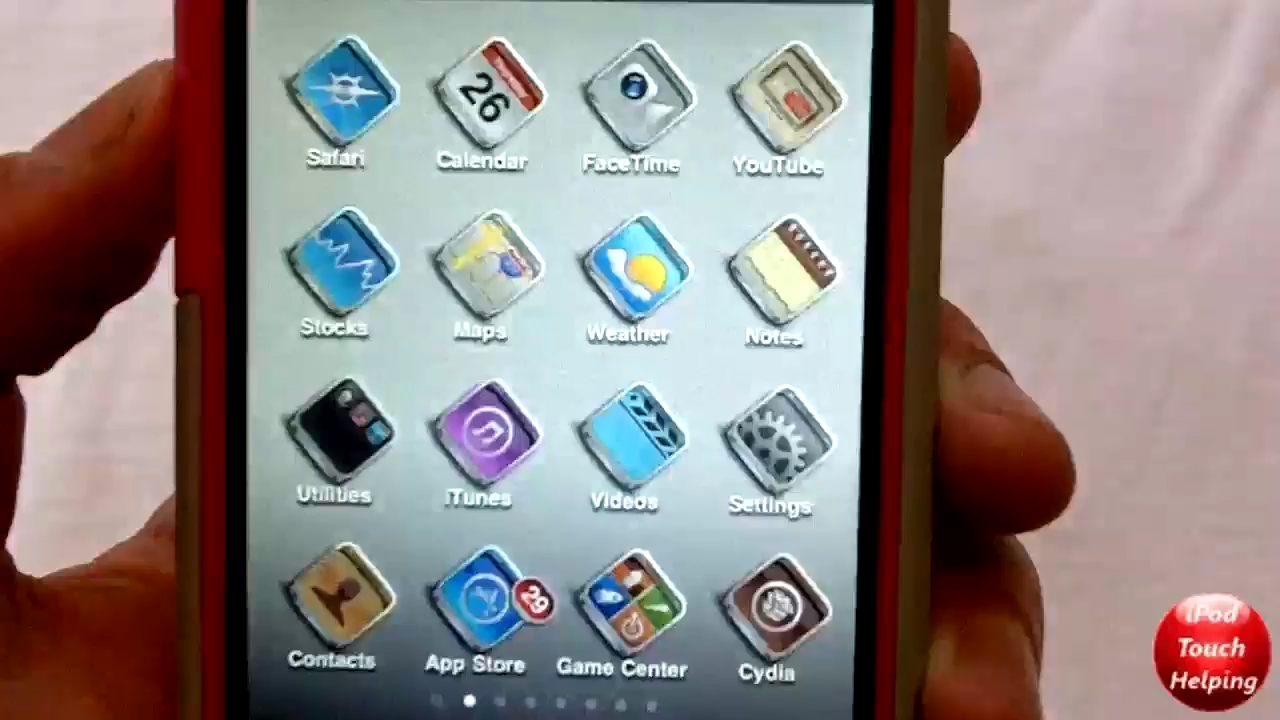 26
Safari Calendar FaceTime YouTube
Stocks Maps Weather Notes
Utilities iTunes Videos Settings
29
Contacts App Store Game Center Cydia
iPod
Touch
Helping